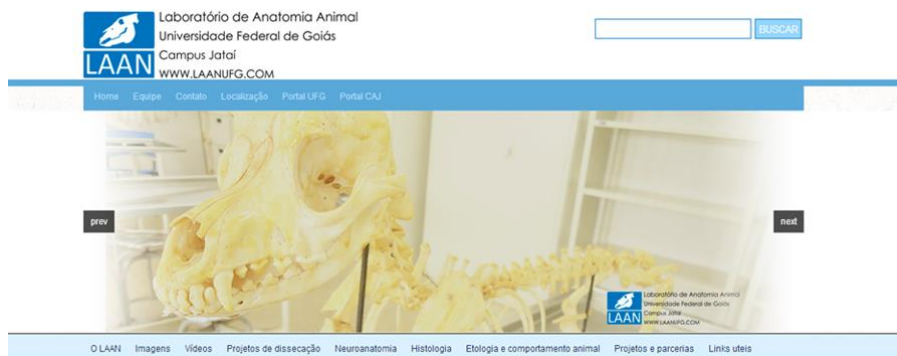 Laboratório de Anatomia Animal
Universidade Federal de Goiás
Campus Jataí
LAAN
WWW.LAANUFG.COM
BUSCAR
Home Equipe Contato Localização Portal UFG Portal CAJ
prev
next
Laboratório de Anatomia Animal
Universidade Federal de Goiás
Campus Jataí
LAAN
WWW.LAANUFG.COM
O LAAN Imagens Vídeos Projetos de dissecação Neuroanatomia Histologia Etologia e comportamento animal Projetos e parcerias Links uteis